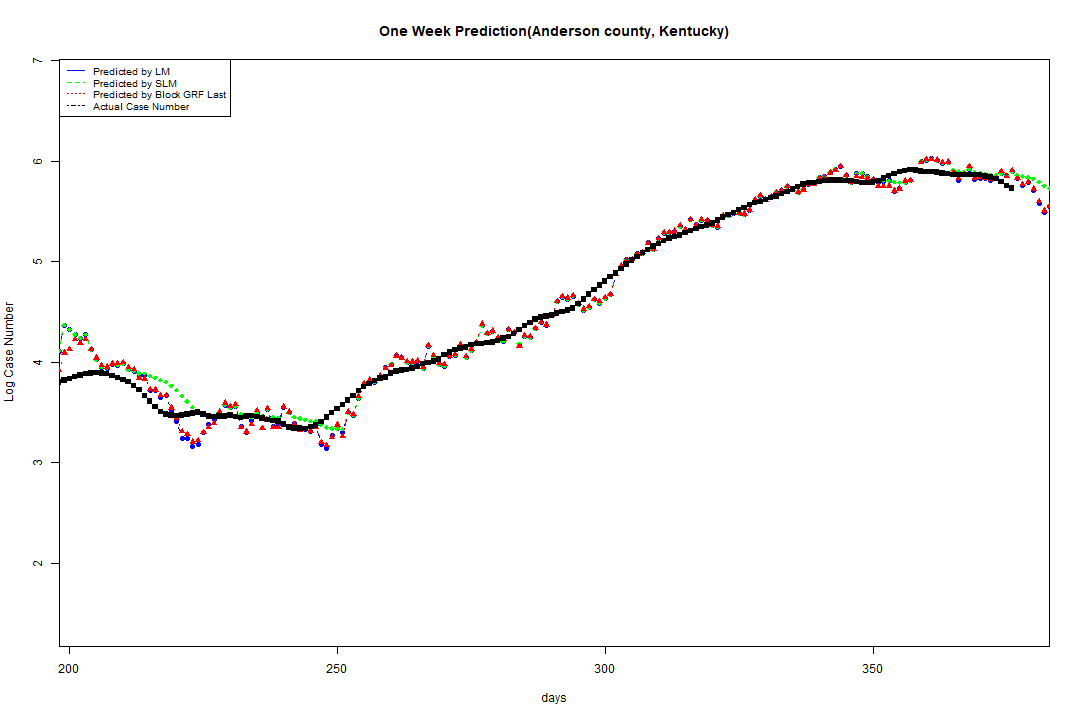 One Week Prediction(Anderson county, Kentucky)
Predicted by LM
Predicted by SLM
Predicted by Block GRF Last
Actual Case Number
7
6
5
4
3
2
Log Case Number
200 250 300 350
days